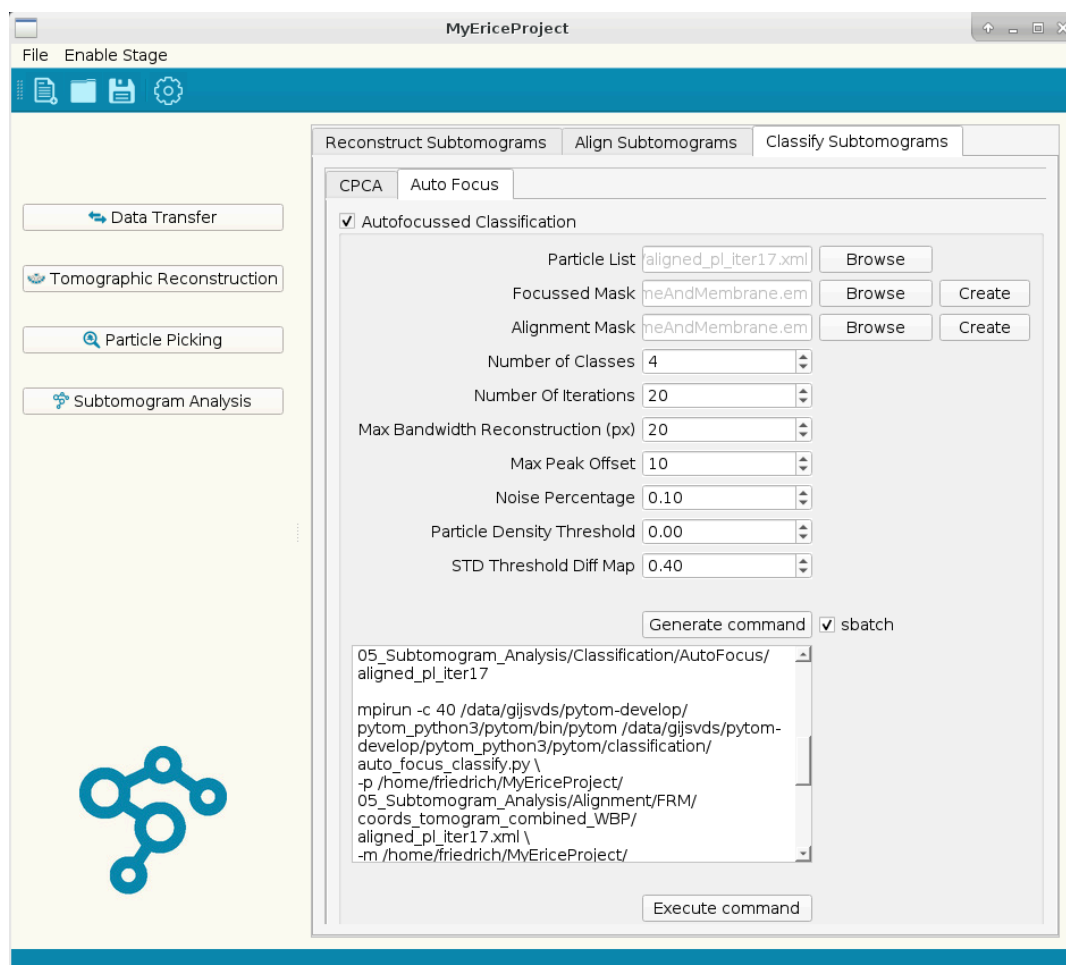 MyEriceProject
File Enable Stage
Reconstruct Subtomograms Align Subtomograms Classify Subtomograms
CPCA Auto Focus
Autofocussed Classification
Data Transfer
Tomographic Reconstruction
Particle Picking
Subtomogram Analysis
Particle List /aligned_pl_iter17.xml Browse
Focussed Mask neAndMembrane.em Browse Create
Alignment Mask neAndMembrane.em Browse Create
Number of Classes 4
Number Of Iterations 20
Max Bandwidth Reconstruction (px) 20
Max Peak Offset 10
Noise Percentage 0.10
Particle Density Threshold 0.00
STD Threshold Diff Map 0.40
Generate command sbatch
05_Subtomogram_Analysis/Classification/AutoFocus/
aligned_pl_iter17
mpirun -c 40 /data/gijsvds/pytom-develop/
pytom_python3/pytom/bin/pytom /data/gijsvds/pytom-
develop/pytom_python3/pytom/classification/
auto_focus_classify.py \
-p /home/friedrich/MyEriceProject/
05_Subtomogram_Analysis/Alignment/FRM/
coords_tomogram_combined_WBP/
aligned_pl_iter17.xml \
-m /home/friedrich/MyEriceProject/
Execute command